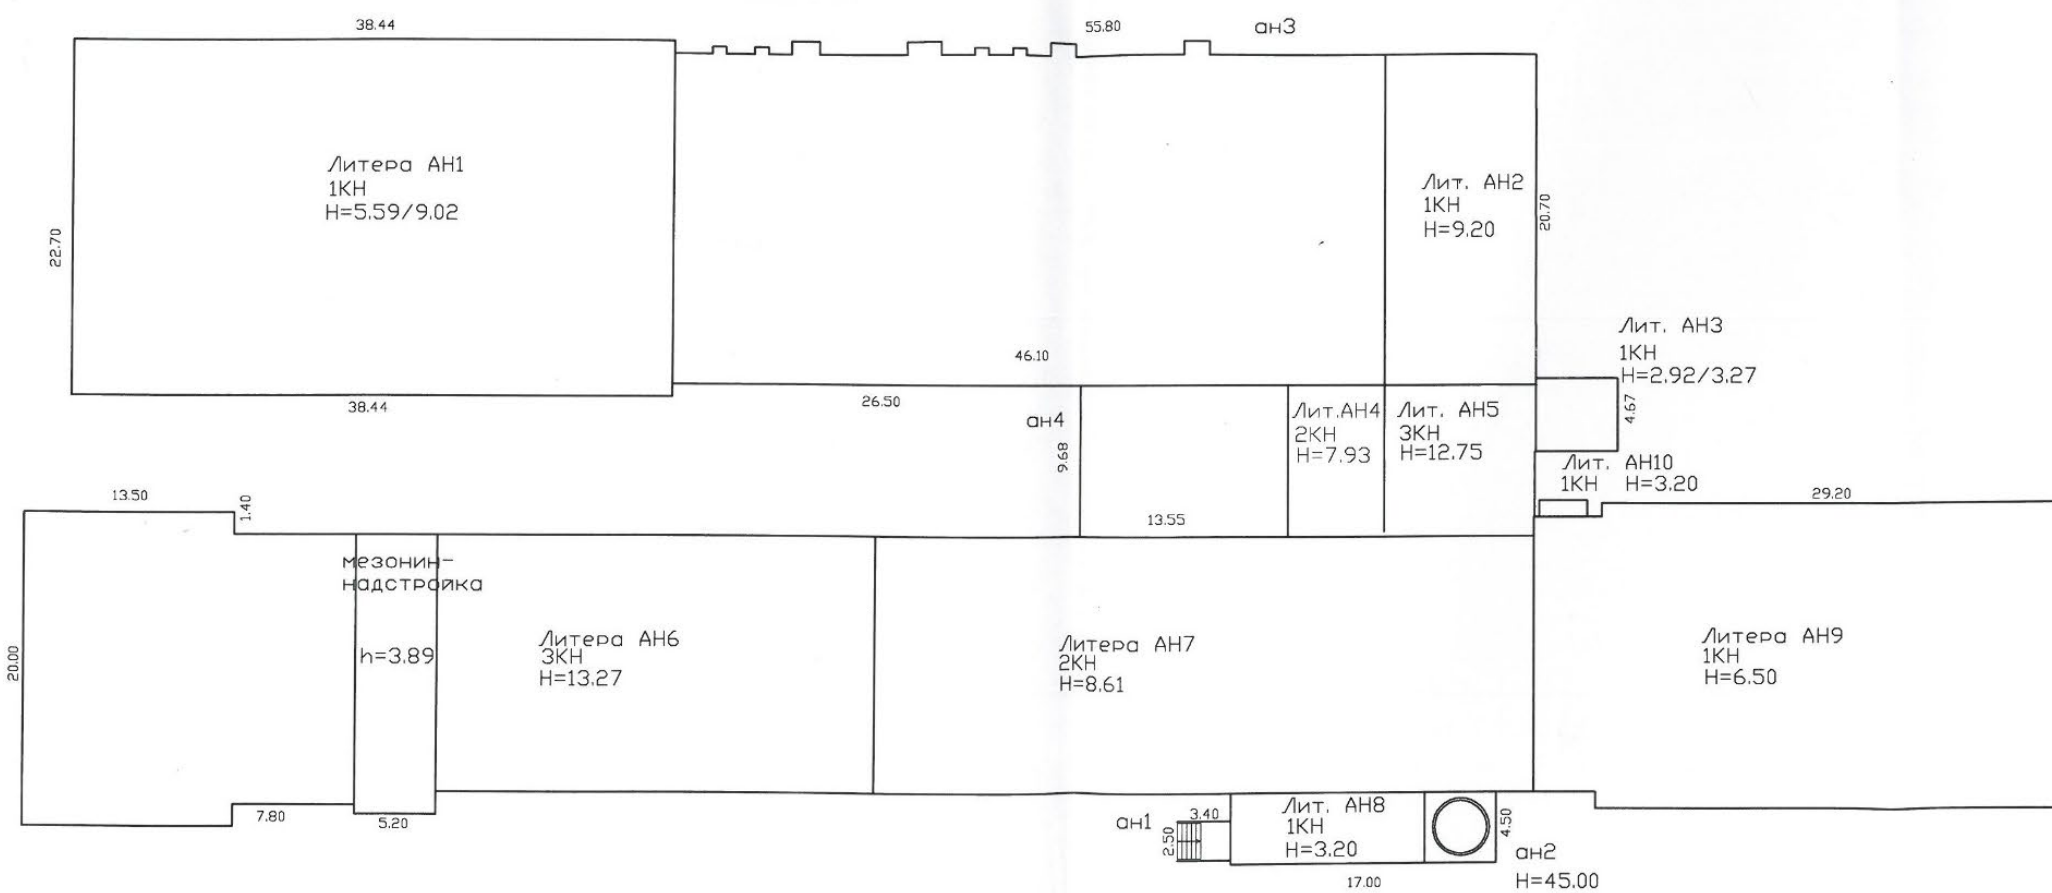 38.44
55.80
ан3
Литера АН1
1КН
Н=5.59/9.02
22.70
Лит. АН2
1КН
Н=9.20
20.70
Лит. АН3
1КН
Н=2.92/3.27
4.67
46.10
38.44
26.50
ан4
9.68
Лит.АН4
2КН
Н=7.93
Лит. АН5
3КН
Н=12.75
Лит. АН10
1КН Н=3.20
13.50
1.40
13.55
29.20
мезонин-
надстройка
h=3.89
20.00
Литера АН6
3КН
Н=13.27
Литера АН7
2КН
Н=8.61
Литера АН9
1КН
Н=6.50
7.80
5.20
ан1
3.40
2.50
Лит. АН8
1КН
Н=3.20
4.50
ан2
Н=45.00
17.00